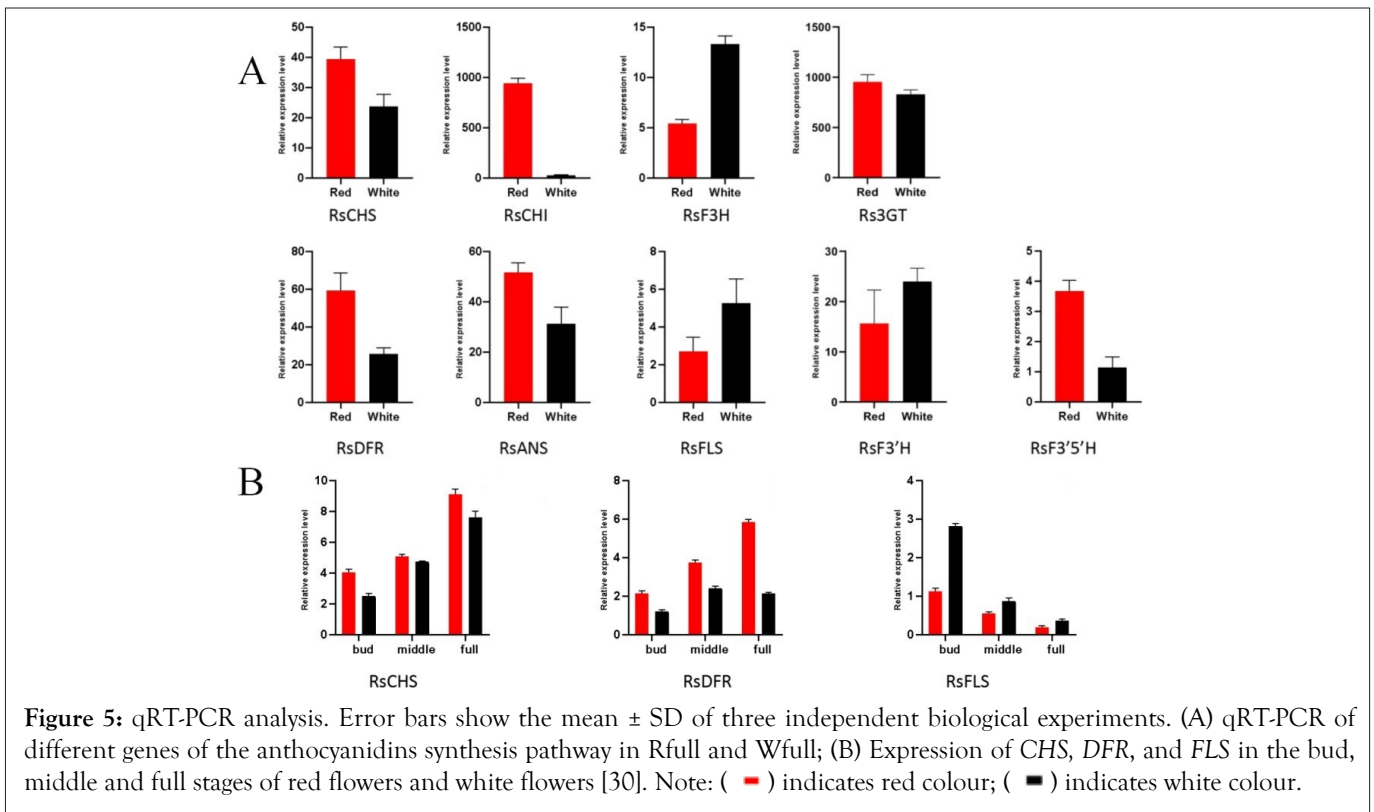 A
Relative expression level
50
40
30
20
10
0
Red White
RsCHS
Relative expression level
1500
1000
500
0
Red White
RsCHI
Relative expression level
15
10
5
0
Red White
RsF3H
Relative expression level
1500
1000
500
0
Red White
Rs3GT
Relative expression level
80
60
40
20
0
Red White
RsDFR
Relative expression level
60
40
20
0
Red White
RsANS
Relative expression level
8
6
4
2
0
Red White
RsFLS
Relative expression level
30
20
10
0
Red White
RsF3'H
Relative expression level
5
4
3
2
1
0
Red White
RsF3'5'H
B
Relative expression level
10
8
6
4
2
0
bud middle full
RsCHS
Relative expression level
8
6
4
2
0
bud middle full
RsDFR
Relative expression level
4
3
2
1
0
bud middle full
RsFLS
Figure 5: qRT-PCR analysis. Error bars show the mean ± SD of three independent biological experiments. (A) qRT-PCR of
different genes of the anthocyanidins synthesis pathway in Rfull and Wfull; (B) Expression of CHS, DFR, and FLS in the bud,
middle and full stages of red flowers and white flowers [30]. Note: ( ) indicates red colour; ( ) indicates white colour.